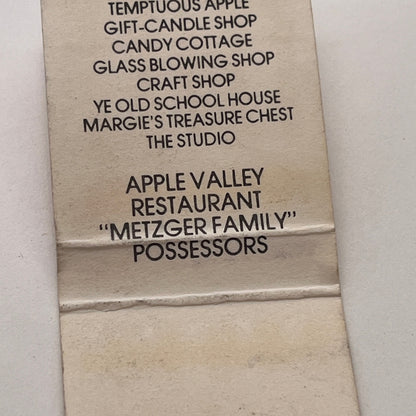 TEMPTUOUS APPLE
GIFT-CANDLE SHOP
CANDY COTTAGE
GLASS BLOWING SHOP
CRAFT SHOP
YE OLD SCHOOL HOUSE
MARGIE'S TREASURE CHEST
THE STUDIO
APPLE VALLEY
RESTAURANT
"METZGER FAMILY"
POSSESSORS